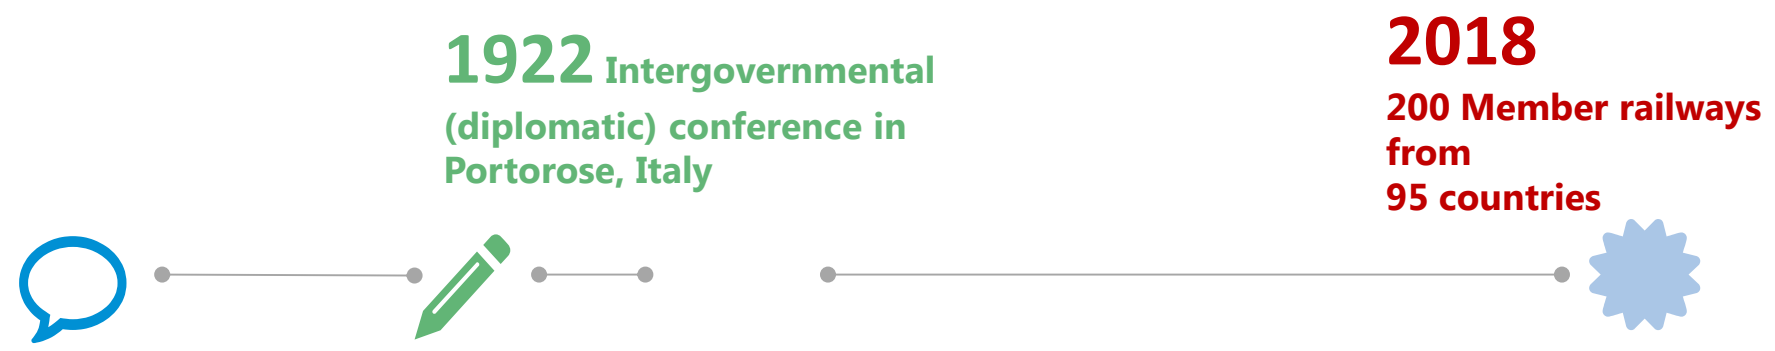 1922 Intergovernmental
(diplomatic) conference in
Portorose, Italy
2018
200 Member railways
from
95 countries